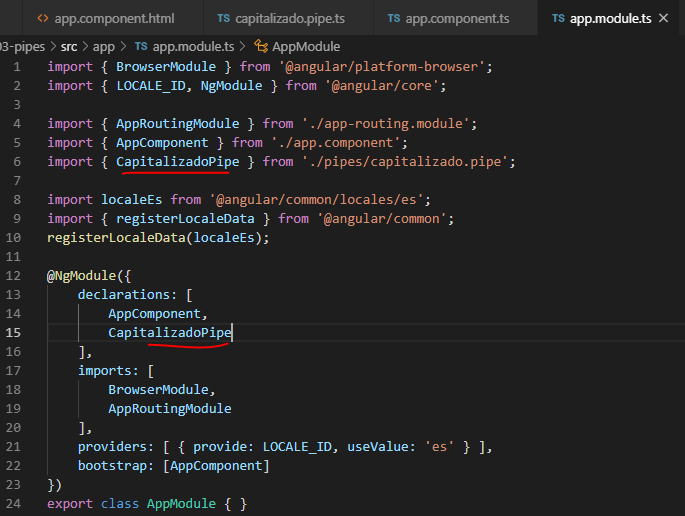 <> app.component.html TS capitalizado.pipe.ts TS app.component.ts TS app.module.ts ×
03-pipes > src > app > TS app.module.ts > AppModule
1 import { BrowserModule } from '@angular/platform-browser';
2 import { LOCALE_ID, NgModule } from '@angular/core';
3
4 import { AppRoutingModule } from './app-routing.module';
5 import { AppComponent } from './app.component';
6 import { CapitalizadoPipe } from './pipes/capitalizado.pipe';
7
8 import localeEs from '@angular/common/locales/es';
9 import { registerLocaleData } from '@angular/common';
10 registerLocaleData(localeEs);
11
12 @NgModule({
13     declarations: [
14         AppComponent,
15         CapitalizadoPipe
16     ],
17     imports: [
18         BrowserModule,
19         AppRoutingModule
20     ],
21     providers: [ { provide: LOCALE_ID, useValue: 'es' } ],
22     bootstrap: [AppComponent]
23 })
24 export class AppModule { }